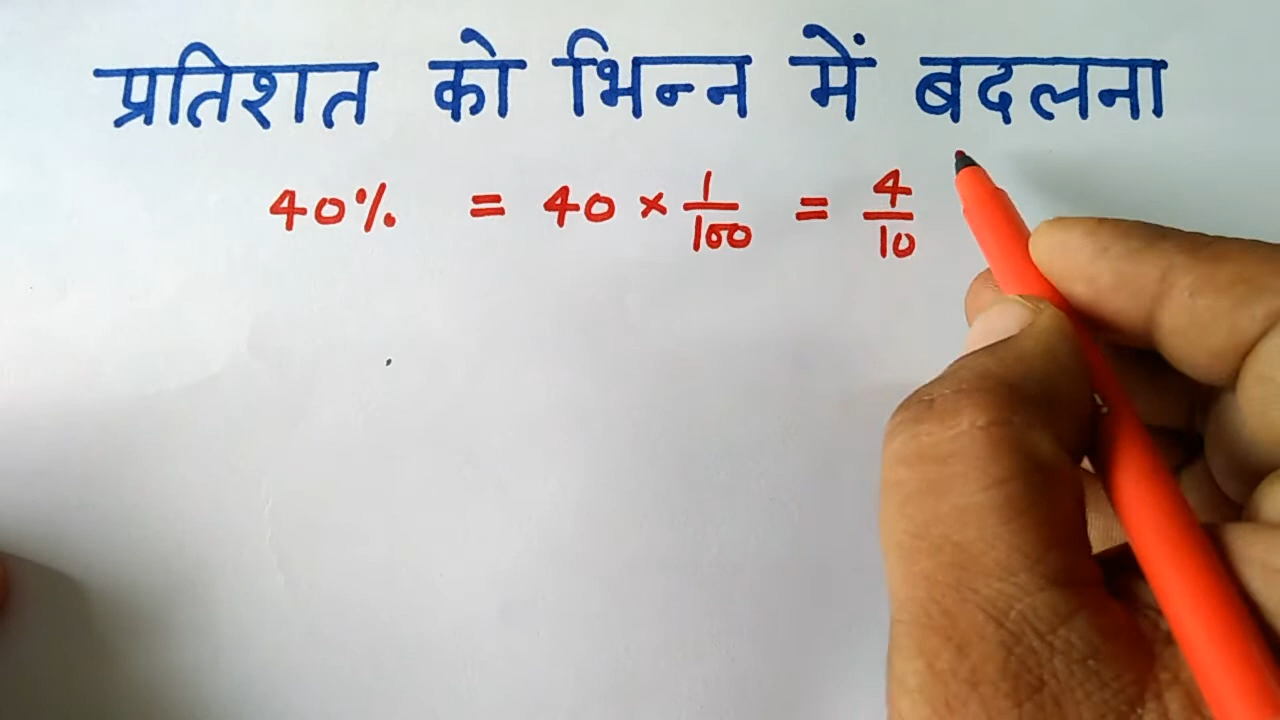 प्रतिशत को भिन्न में बदलना
40% = 40 × 1/100 = 4/10